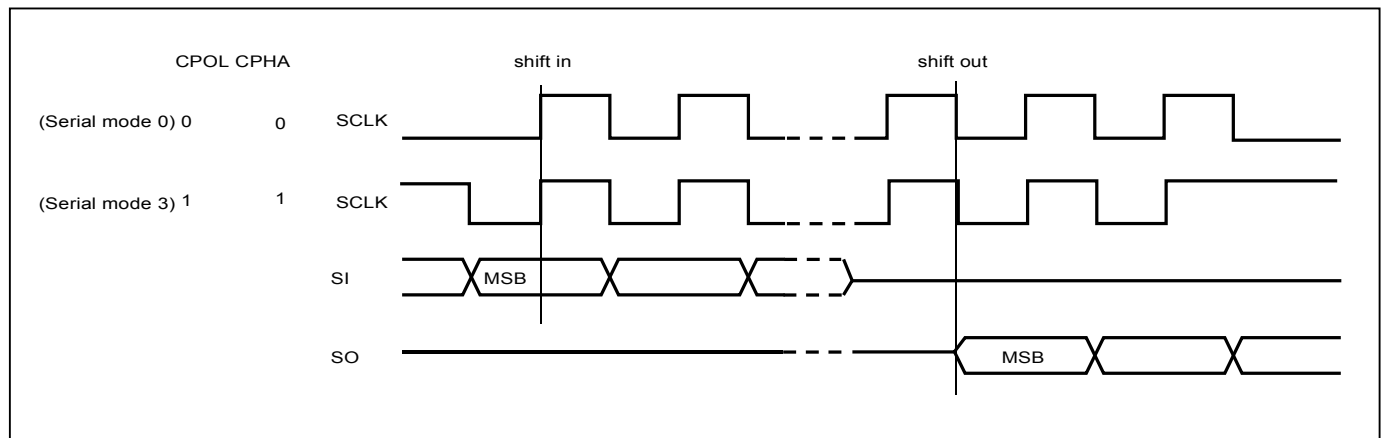 CPOL CPHA shift in shift out
(Serial mode 0) 0 0 SCLK
(Serial mode 3) 1 1 SCLK
SI MSB
SO MSB